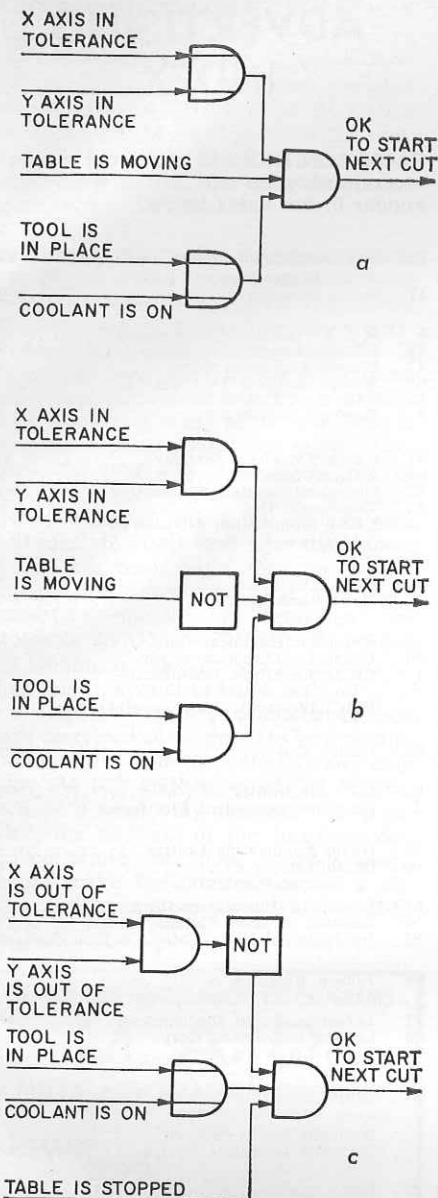 X AXIS IN
TOLERANCE
Y AXIS IN
TOLERANCE
TABLE IS MOVING
TOOL IS
IN PLACE
COOLANT IS ON
OK
TO START
NEXT CUT
a
X AXIS IN
TOLERANCE
Y AXIS IN
TOLERANCE
TABLE
IS MOVING
NOT
TOOL IS
IN PLACE
COOLANT IS ON
OK
TO START
NEXT CUT
b
X AXIS
IS OUT OF
TOLERANCE
Y AXIS
IS OUT OF
TOLERANCE
NOT
TOOL IS
IN PLACE
COOLANT IS ON
TABLE IS STOPPED
OK
TO START
NEXT CUT
c